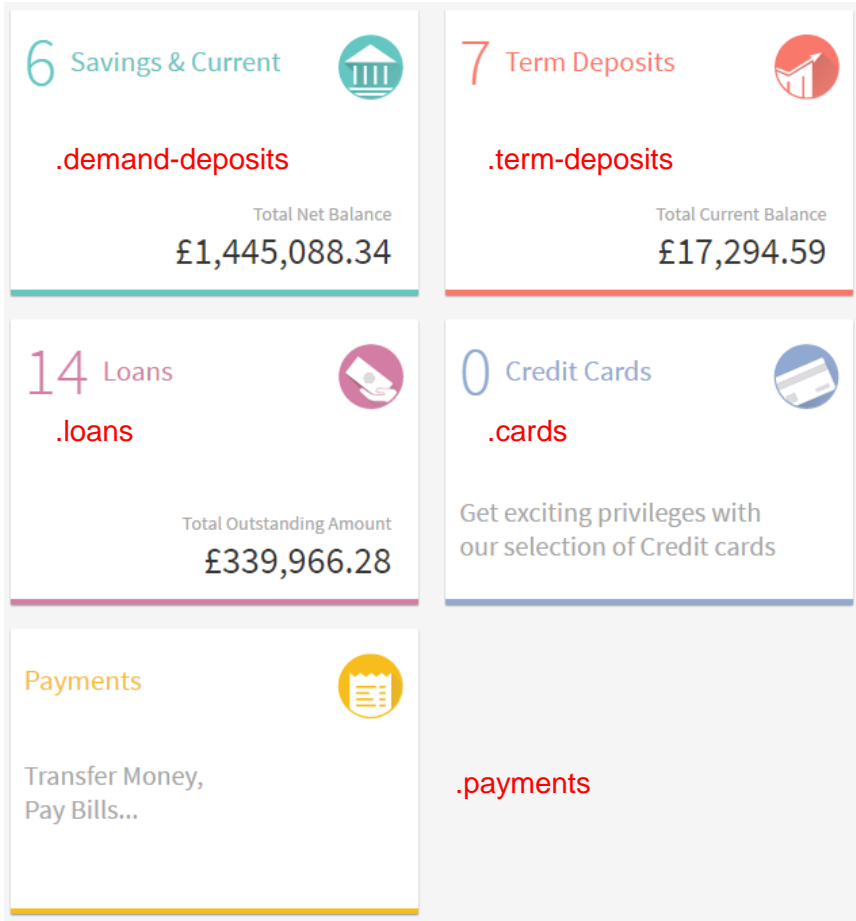 6 Savings & Current
.demand-deposits
Total Net Balance
£1,445,088.34
7 Term Deposits
.term-deposits
Total Current Balance
£17,294.59
14 Loans
.loans
Total Outstanding Amount
£339,966.28
0 Credit Cards
.cards
Get exciting privileges with
our selection of Credit cards
Payments
Transfer Money,
Pay Bills...
.payments